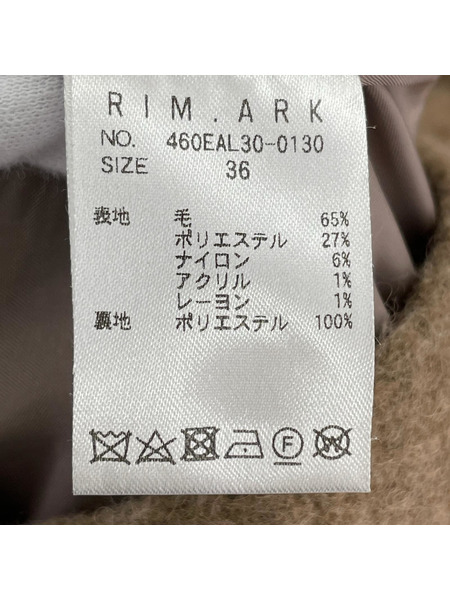 RIM.ARK
NO. 460EAL30-0130
SIZE 36
表地 毛 65%
ポリエステル 27%
ナイロン 6%
アクリル 1%
レーヨン 1%
裏地 ポリエステル 100%
F W